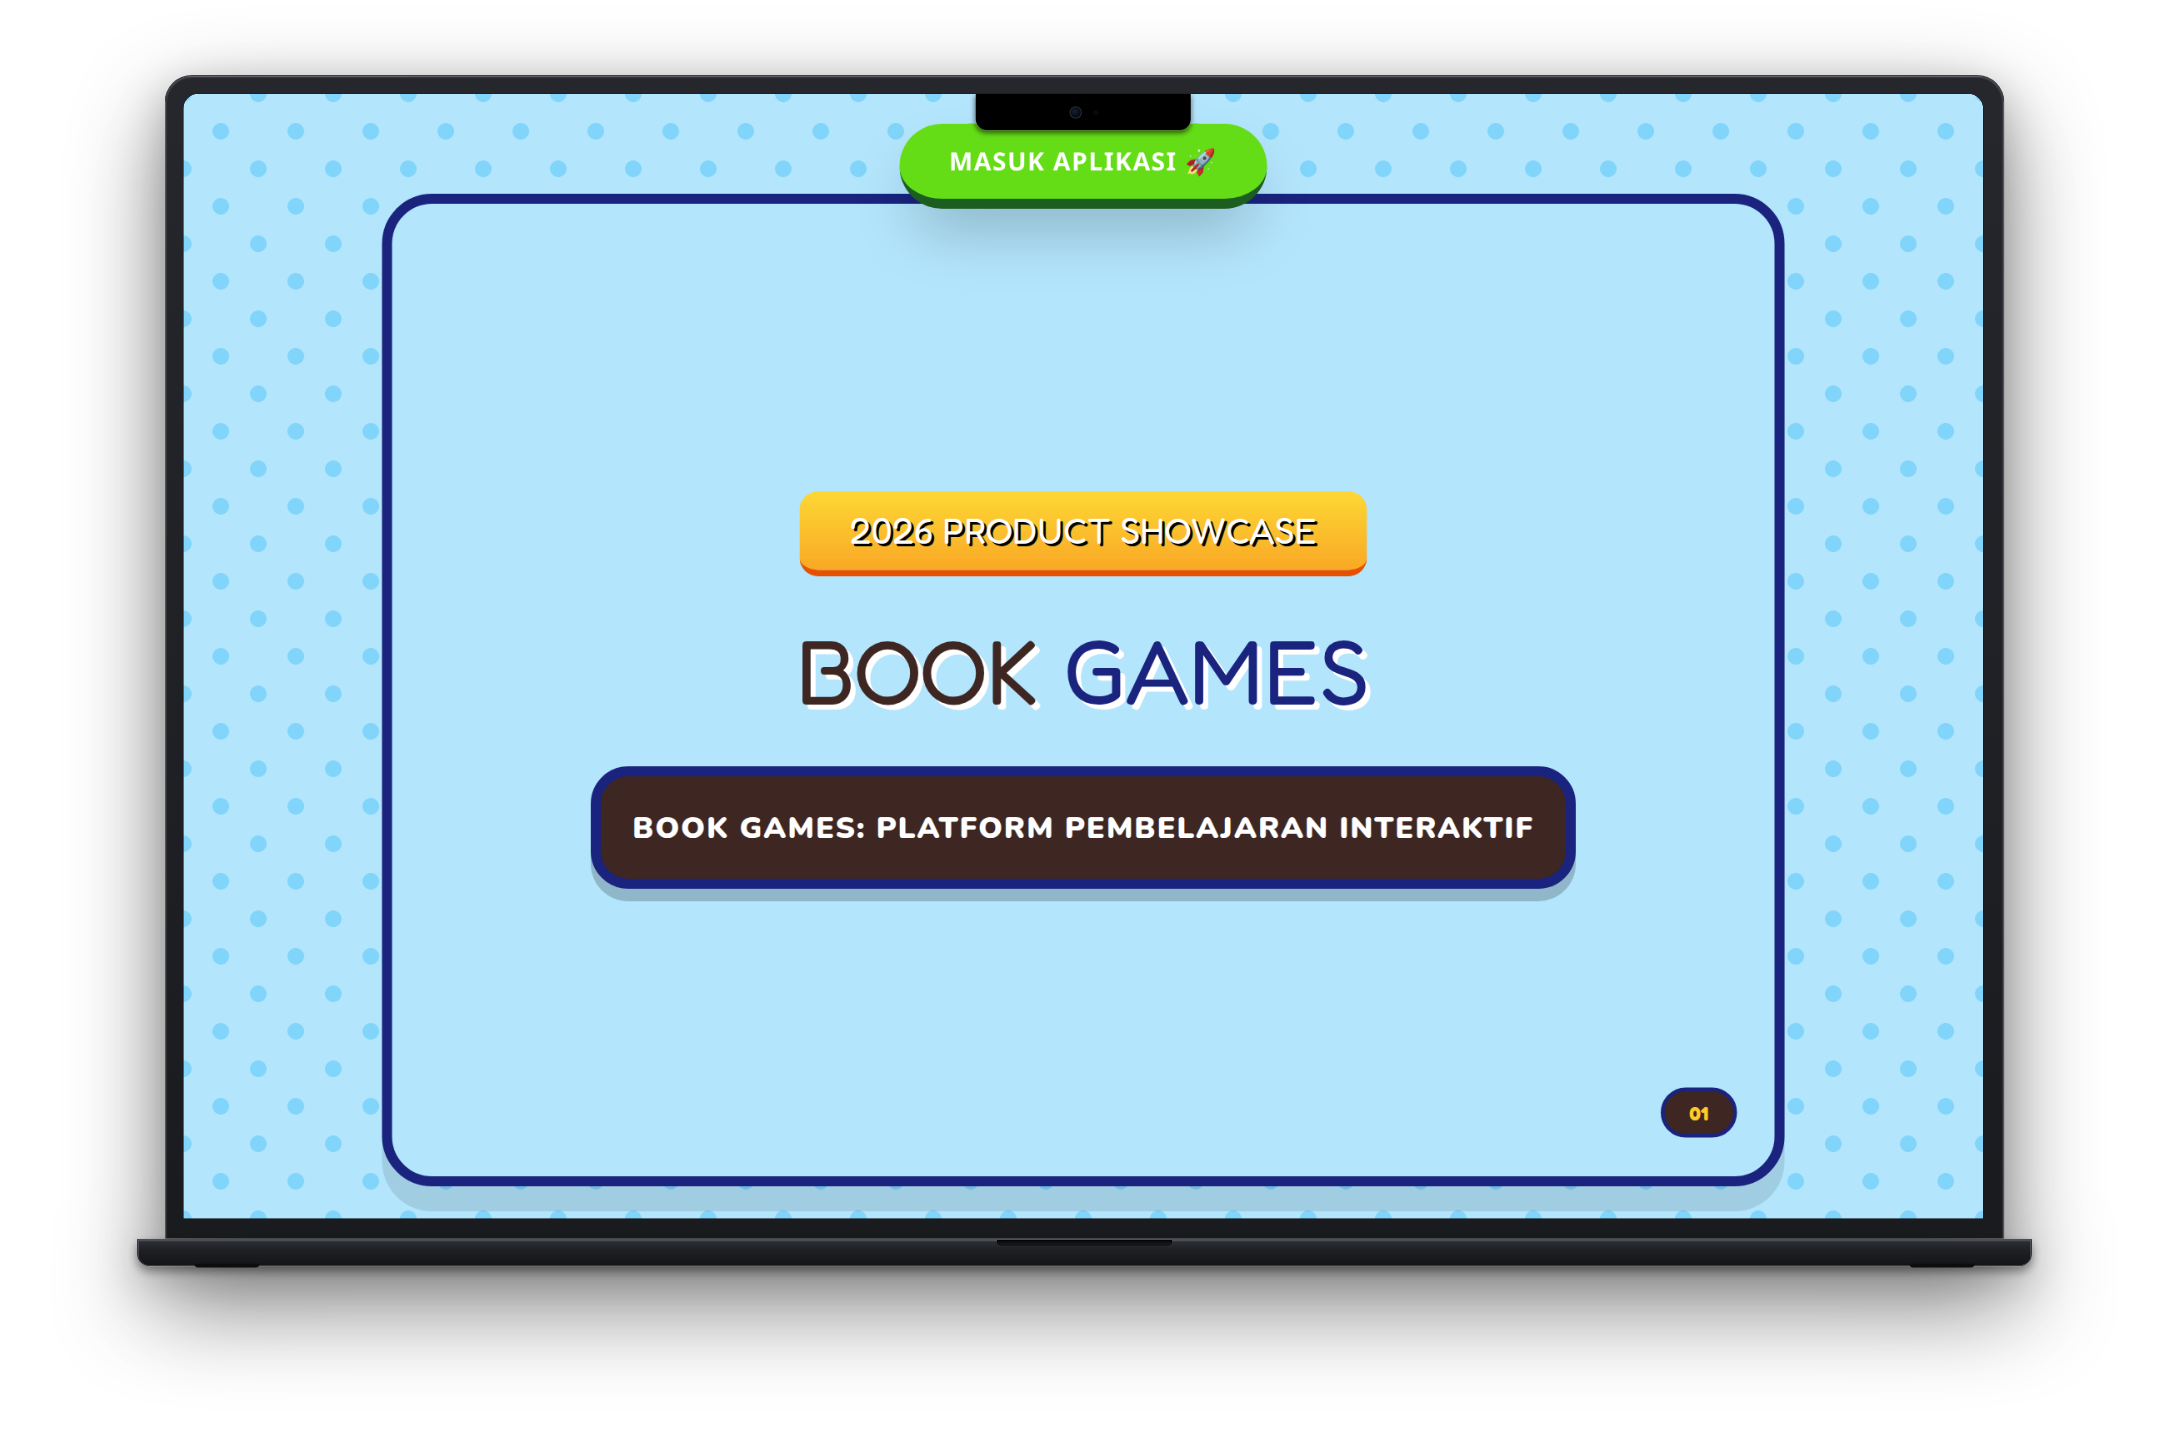 MASUK APLIKASI 🚀
2026 PRODUCT SHOWCASE
BOOK GAMES
BOOK GAMES: PLATFORM PEMBELAJARAN INTERAKTIF
01